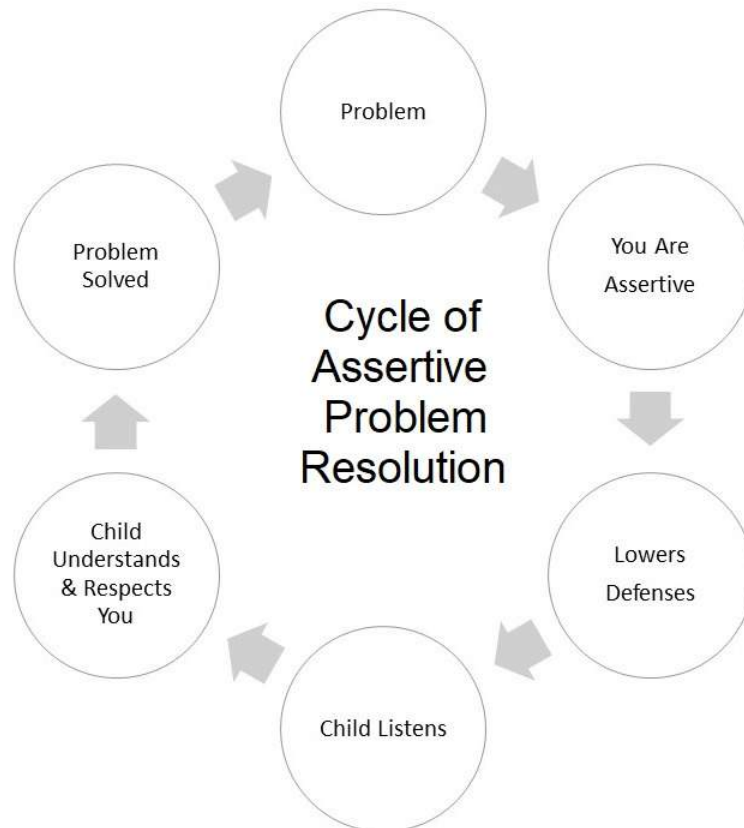 Problem
You Are
Assertive
Lowers
Defenses
Child Listens
Child
Understands
& Respects
You
Problem
Solved
Cycle of
Assertive
Problem
Resolution